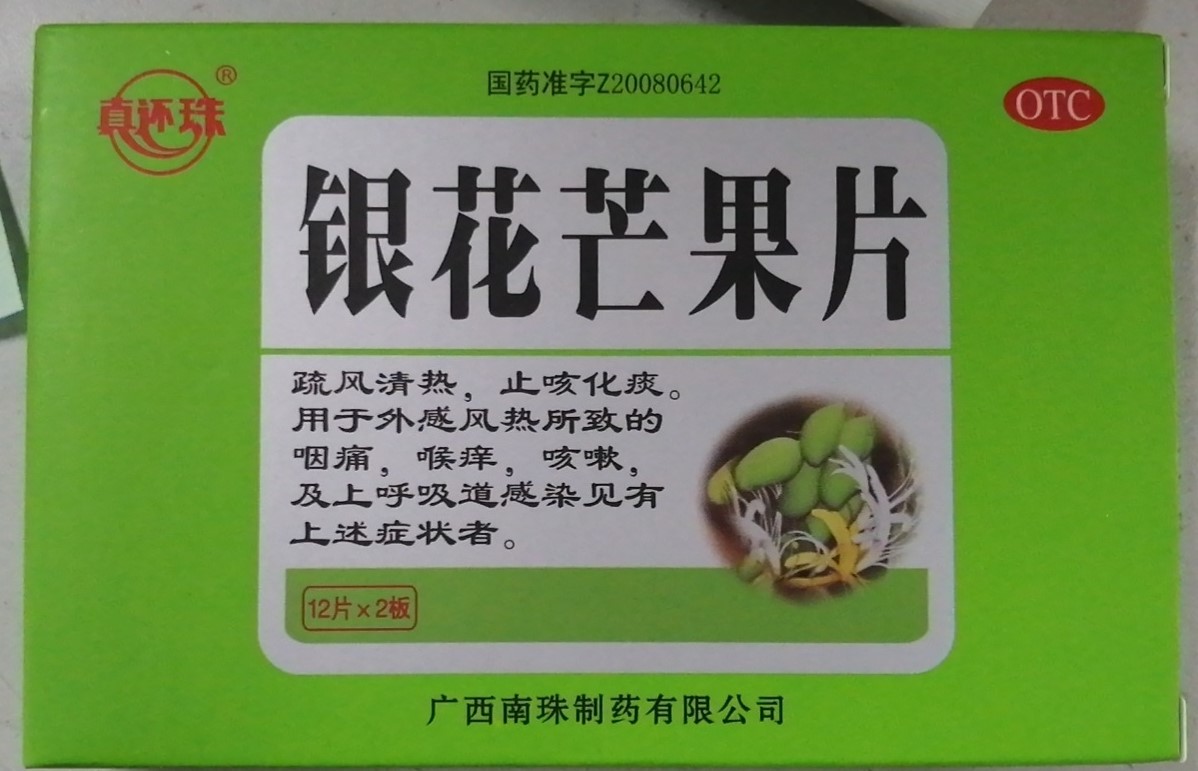 真还珠®
国药准字Z20080642
OTC
银花芒果片
疏风清热，止咳化痰。
用于外感风热所致的
咽痛，喉痒，咳嗽，
及上呼吸道感染见有
上述症状者。
12片x2板
广西南珠制药有限公司